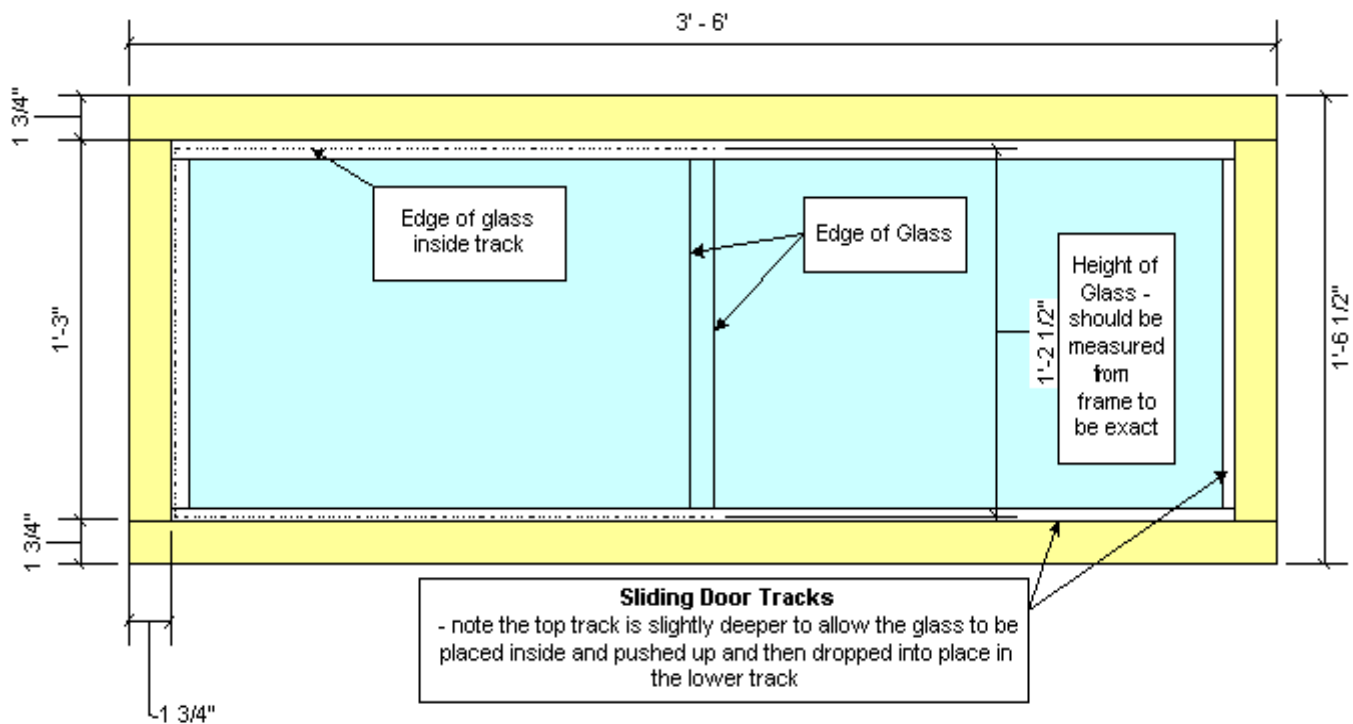 3' - 6'
1 3/4"
Edge of glass
inside track
Edge of Glass
Height of
Glass -
should be
measured
from
frame to
be exact
1'-3"
1'-2 1/2"
1'-6 1/2"
1 3/4"
Sliding Door Tracks
- note the top track is slightly deeper to allow the glass to be
placed inside and pushed up and then dropped into place in
the lower track
1 3/4"